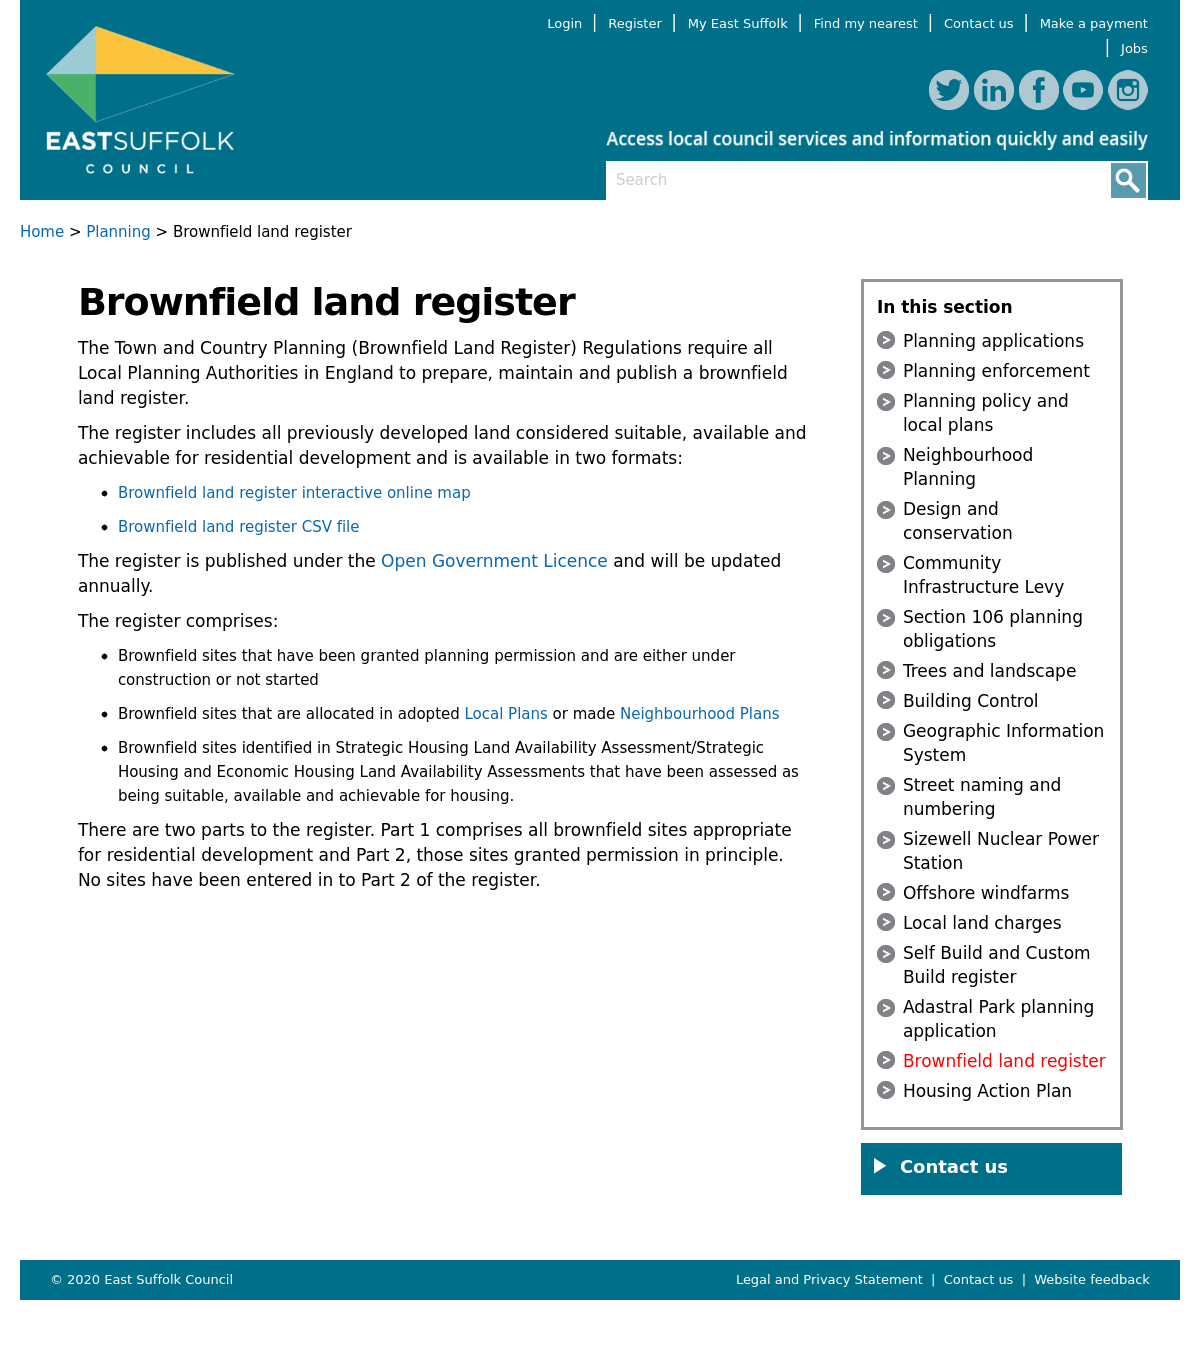 Login | Register | My East Suffolk | Find my nearest | Contact us | Make a payment
| Jobs
EASTSUFFOLK
COUNCIL
Access local council services and information quickly and easily
Search
Home > Planning > Brownfield land register
Brownfield land register
The Town and Country Planning (Brownfield Land Register) Regulations require all
Local Planning Authorities in England to prepare, maintain and publish a brownfield
land register.
The register includes all previously developed land considered suitable, available and
achievable for residential development and is available in two formats:
• Brownfield land register interactive online map
• Brownfield land register CSV file
The register is published under the Open Government Licence and will be updated
annually.
The register comprises:
• Brownfield sites that have been granted planning permission and are either under
construction or not started
• Brownfield sites that are allocated in adopted Local Plans or made Neighbourhood Plans
• Brownfield sites identified in Strategic Housing Land Availability Assessment/Strategic
Housing and Economic Housing Land Availability Assessments that have been assessed as
being suitable, available and achievable for housing.
There are two parts to the register. Part 1 comprises all brownfield sites appropriate
for residential development and Part 2, those sites granted permission in principle.
No sites have been entered in to Part 2 of the register.
In this section
Planning applications
Planning enforcement
Planning policy and
local plans
Neighbourhood
Planning
Design and
conservation
Community
Infrastructure Levy
Section 106 planning
obligations
Trees and landscape
Building Control
Geographic Information
System
Street naming and
numbering
Sizewell Nuclear Power
Station
Offshore windfarms
Local land charges
Self Build and Custom
Build register
Adastral Park planning
application
Brownfield land register
Housing Action Plan
Contact us
© 2020 East Suffolk Council
Legal and Privacy Statement | Contact us | Website feedback